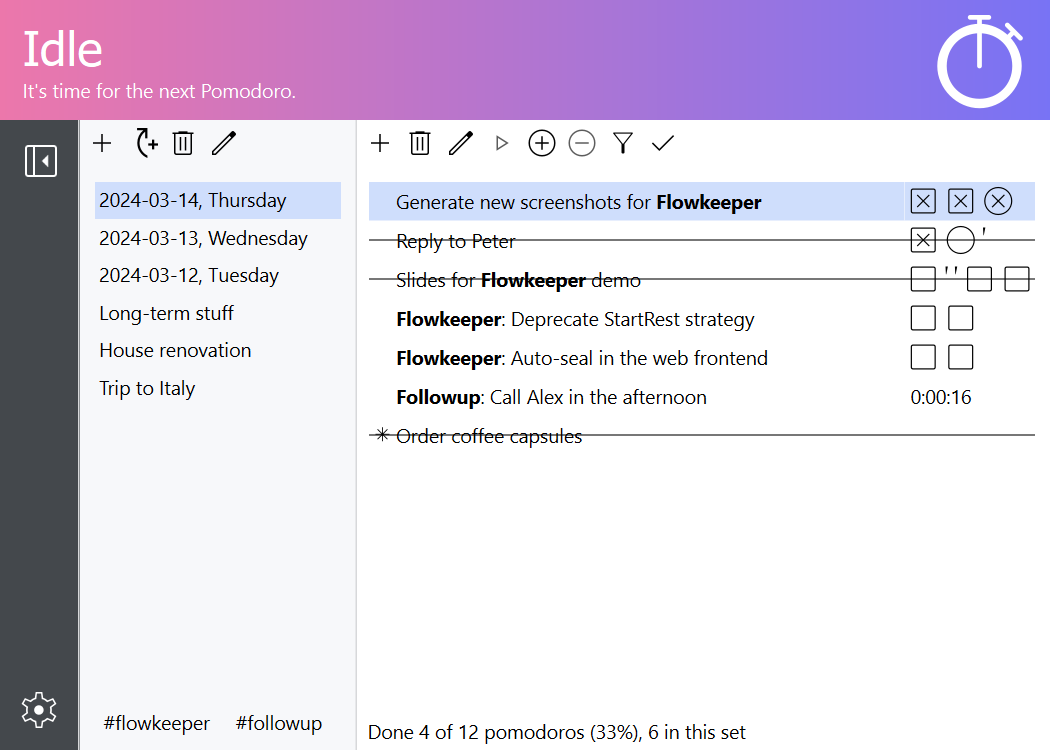 Idle
It's time for the next Pomodoro.
2024-03-14, Thursday
2024-03-13, Wednesday
2024-03-12, Tuesday
Long-term stuff
House renovation
Trip to Italy
#flowkeeper #followup
Generate new screenshots for Flowkeeper
Reply to Peter
Slides for Flowkeeper demo
Flowkeeper: Deprecate StartRest strategy
Flowkeeper: Auto-seal in the web frontend
Followup: Call Alex in the afternoon 0:00:16
Order coffee capsules
Done 4 of 12 pomodoros (33%), 6 in this set